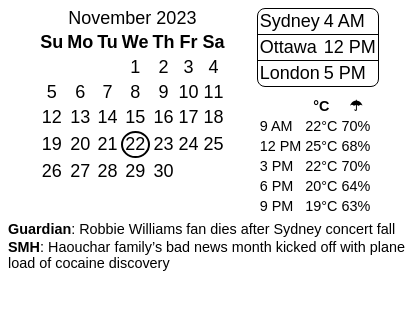 November 2023
Su Mo Tu We Th Fr Sa
1 2 3 4
5 6 7 8 9 10 11
12 13 14 15 16 17 18
19 20 21 22 23 24 25
26 27 28 29 30
Sydney 4 AM
Ottawa 12 PM
London 5 PM
°C ☂
9 AM 22°C 70%
12 PM 25°C 68%
3 PM 22°C 70%
6 PM 20°C 64%
9 PM 19°C 63%
Guardian: Robbie Williams fan dies after Sydney concert fall
SMH: Haouchar family’s bad news month kicked off with plane
load of cocaine discovery